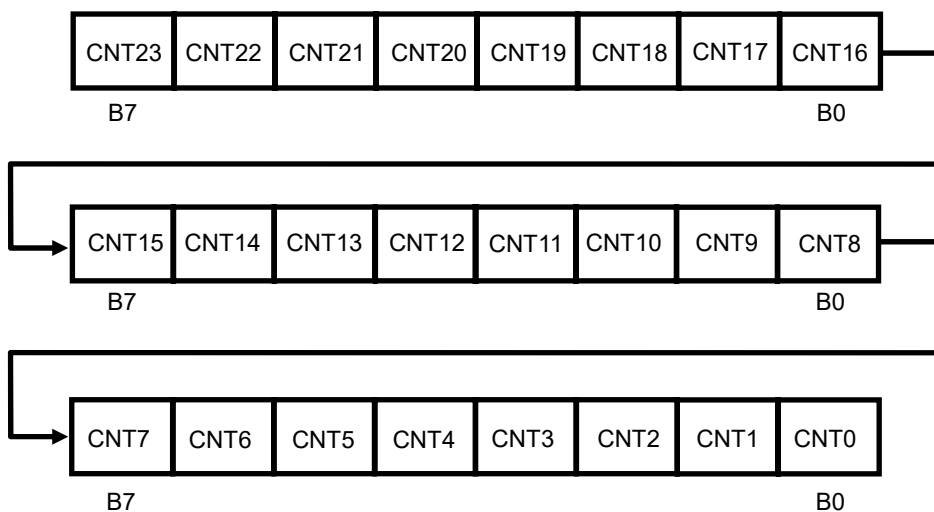 CNT23 CNT22 CNT21 CNT20 CNT19 CNT18 CNT17 CNT16
B7 B0
CNT15 CNT14 CNT13 CNT12 CNT11 CNT10 CNT9 CNT8
B7 B0
CNT7 CNT6 CNT5 CNT4 CNT3 CNT2 CNT1 CNT0
B7 B0